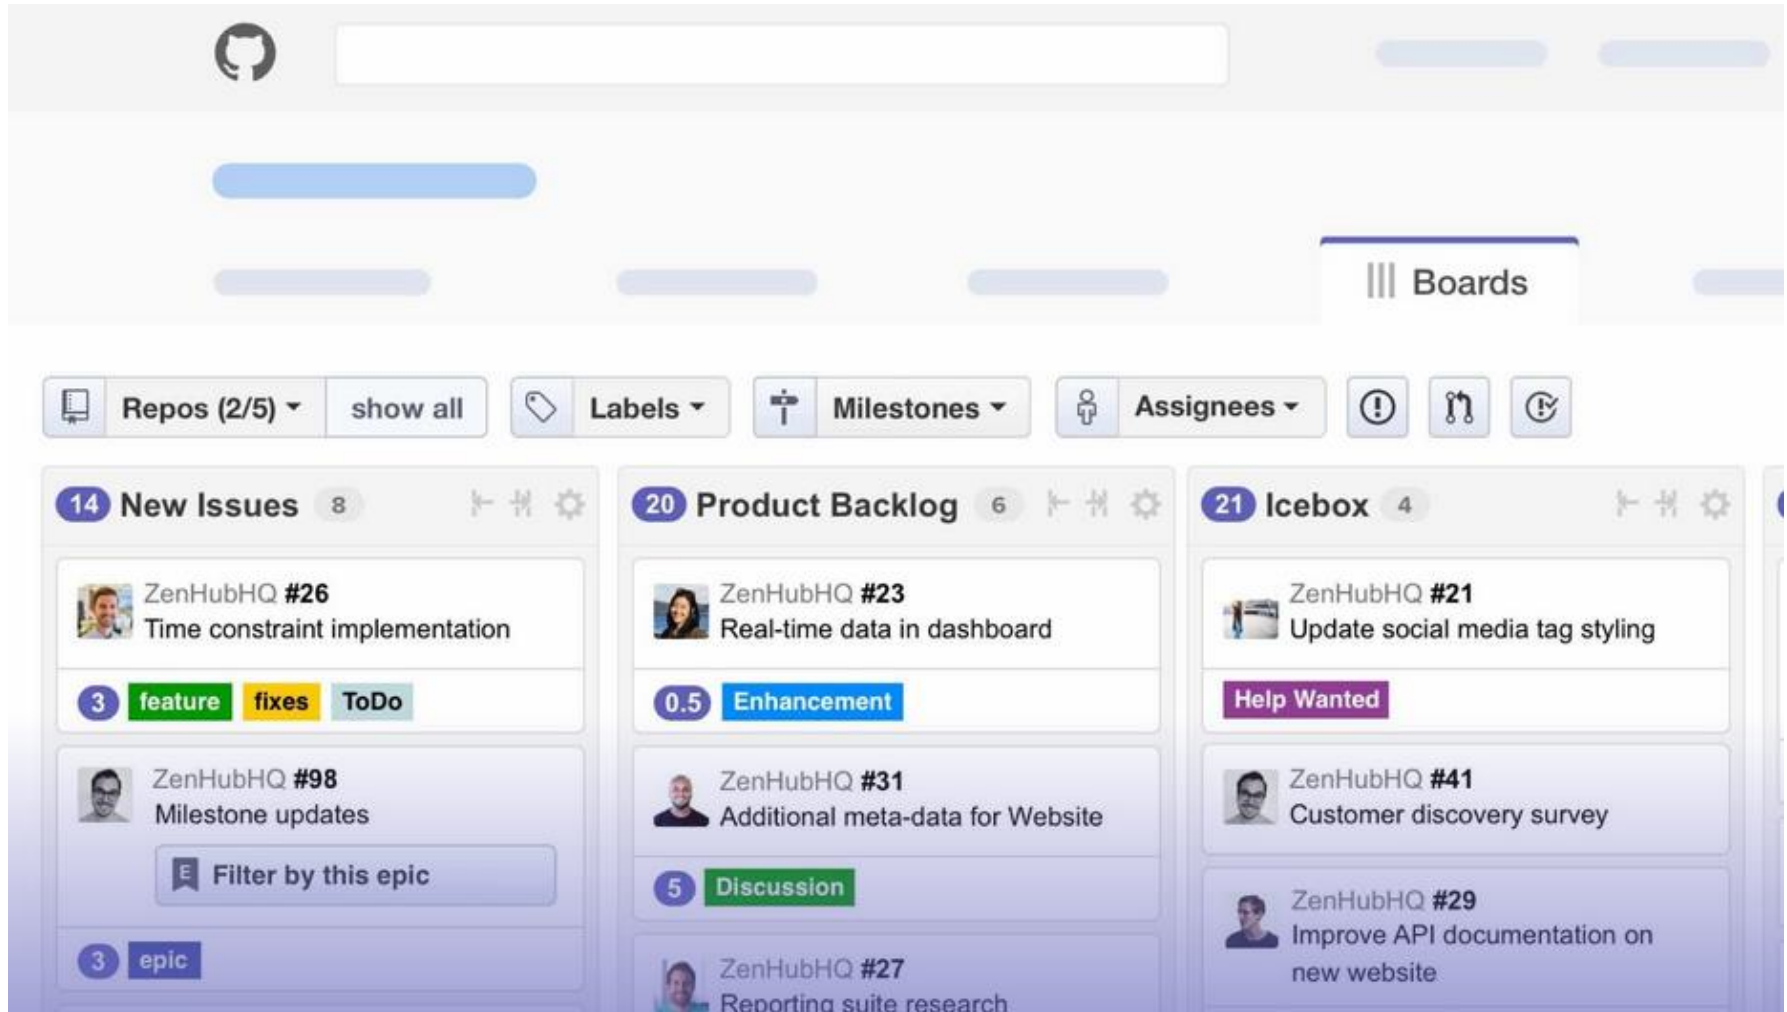 Boards
Repos (2/5) show all Labels Milestones Assignees
14 New Issues 8
ZenHubHQ #26
Time constraint implementation
3 feature fixes ToDo
ZenHubHQ #98
Milestone updates
E Filter by this epic
3 epic
20 Product Backlog 6
ZenHubHQ #23
Real-time data in dashboard
0.5 Enhancement
ZenHubHQ #31
Additional meta-data for Website
5 Discussion
ZenHubHQ #27
Reporting suite research
21 Icebox 4
ZenHubHQ #21
Update social media tag styling
Help Wanted
ZenHubHQ #41
Customer discovery survey
ZenHubHQ #29
Improve API documentation on
new website